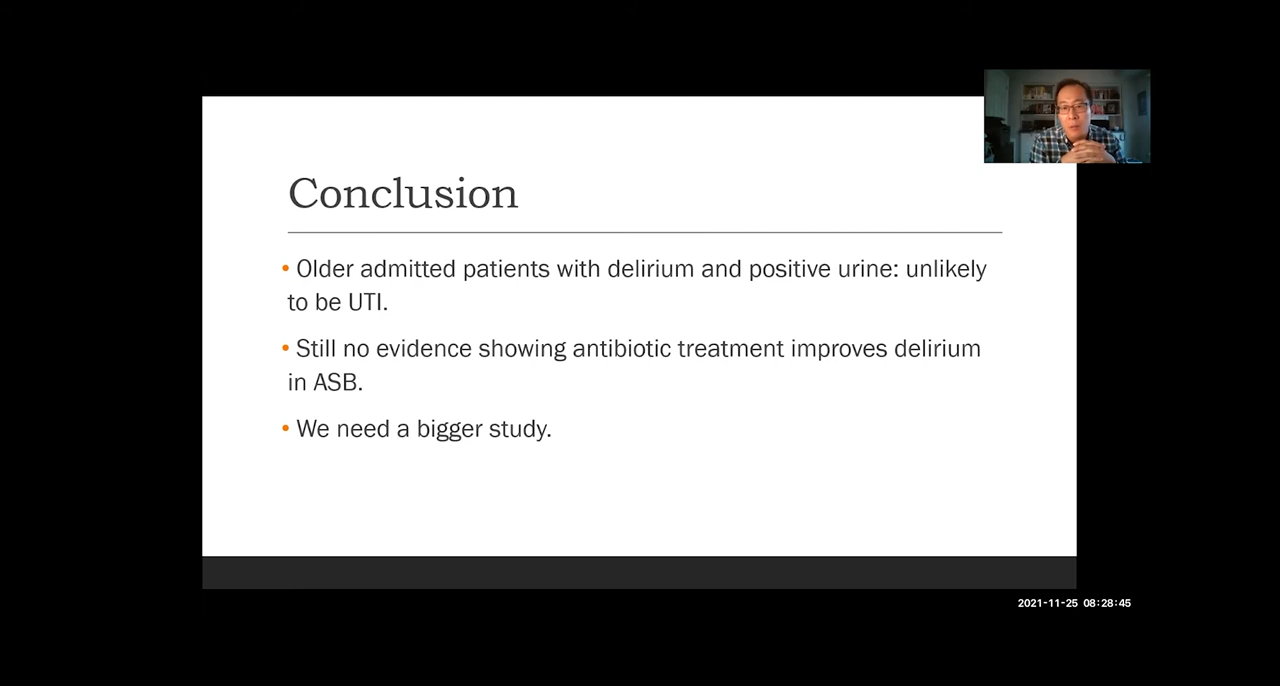 Conclusion
• Older admitted patients with delirium and positive urine: unlikely
to be UTI.
• Still no evidence showing antibiotic treatment improves delirium
in ASB.
• We need a bigger study.
2021-11-25 08:28:45